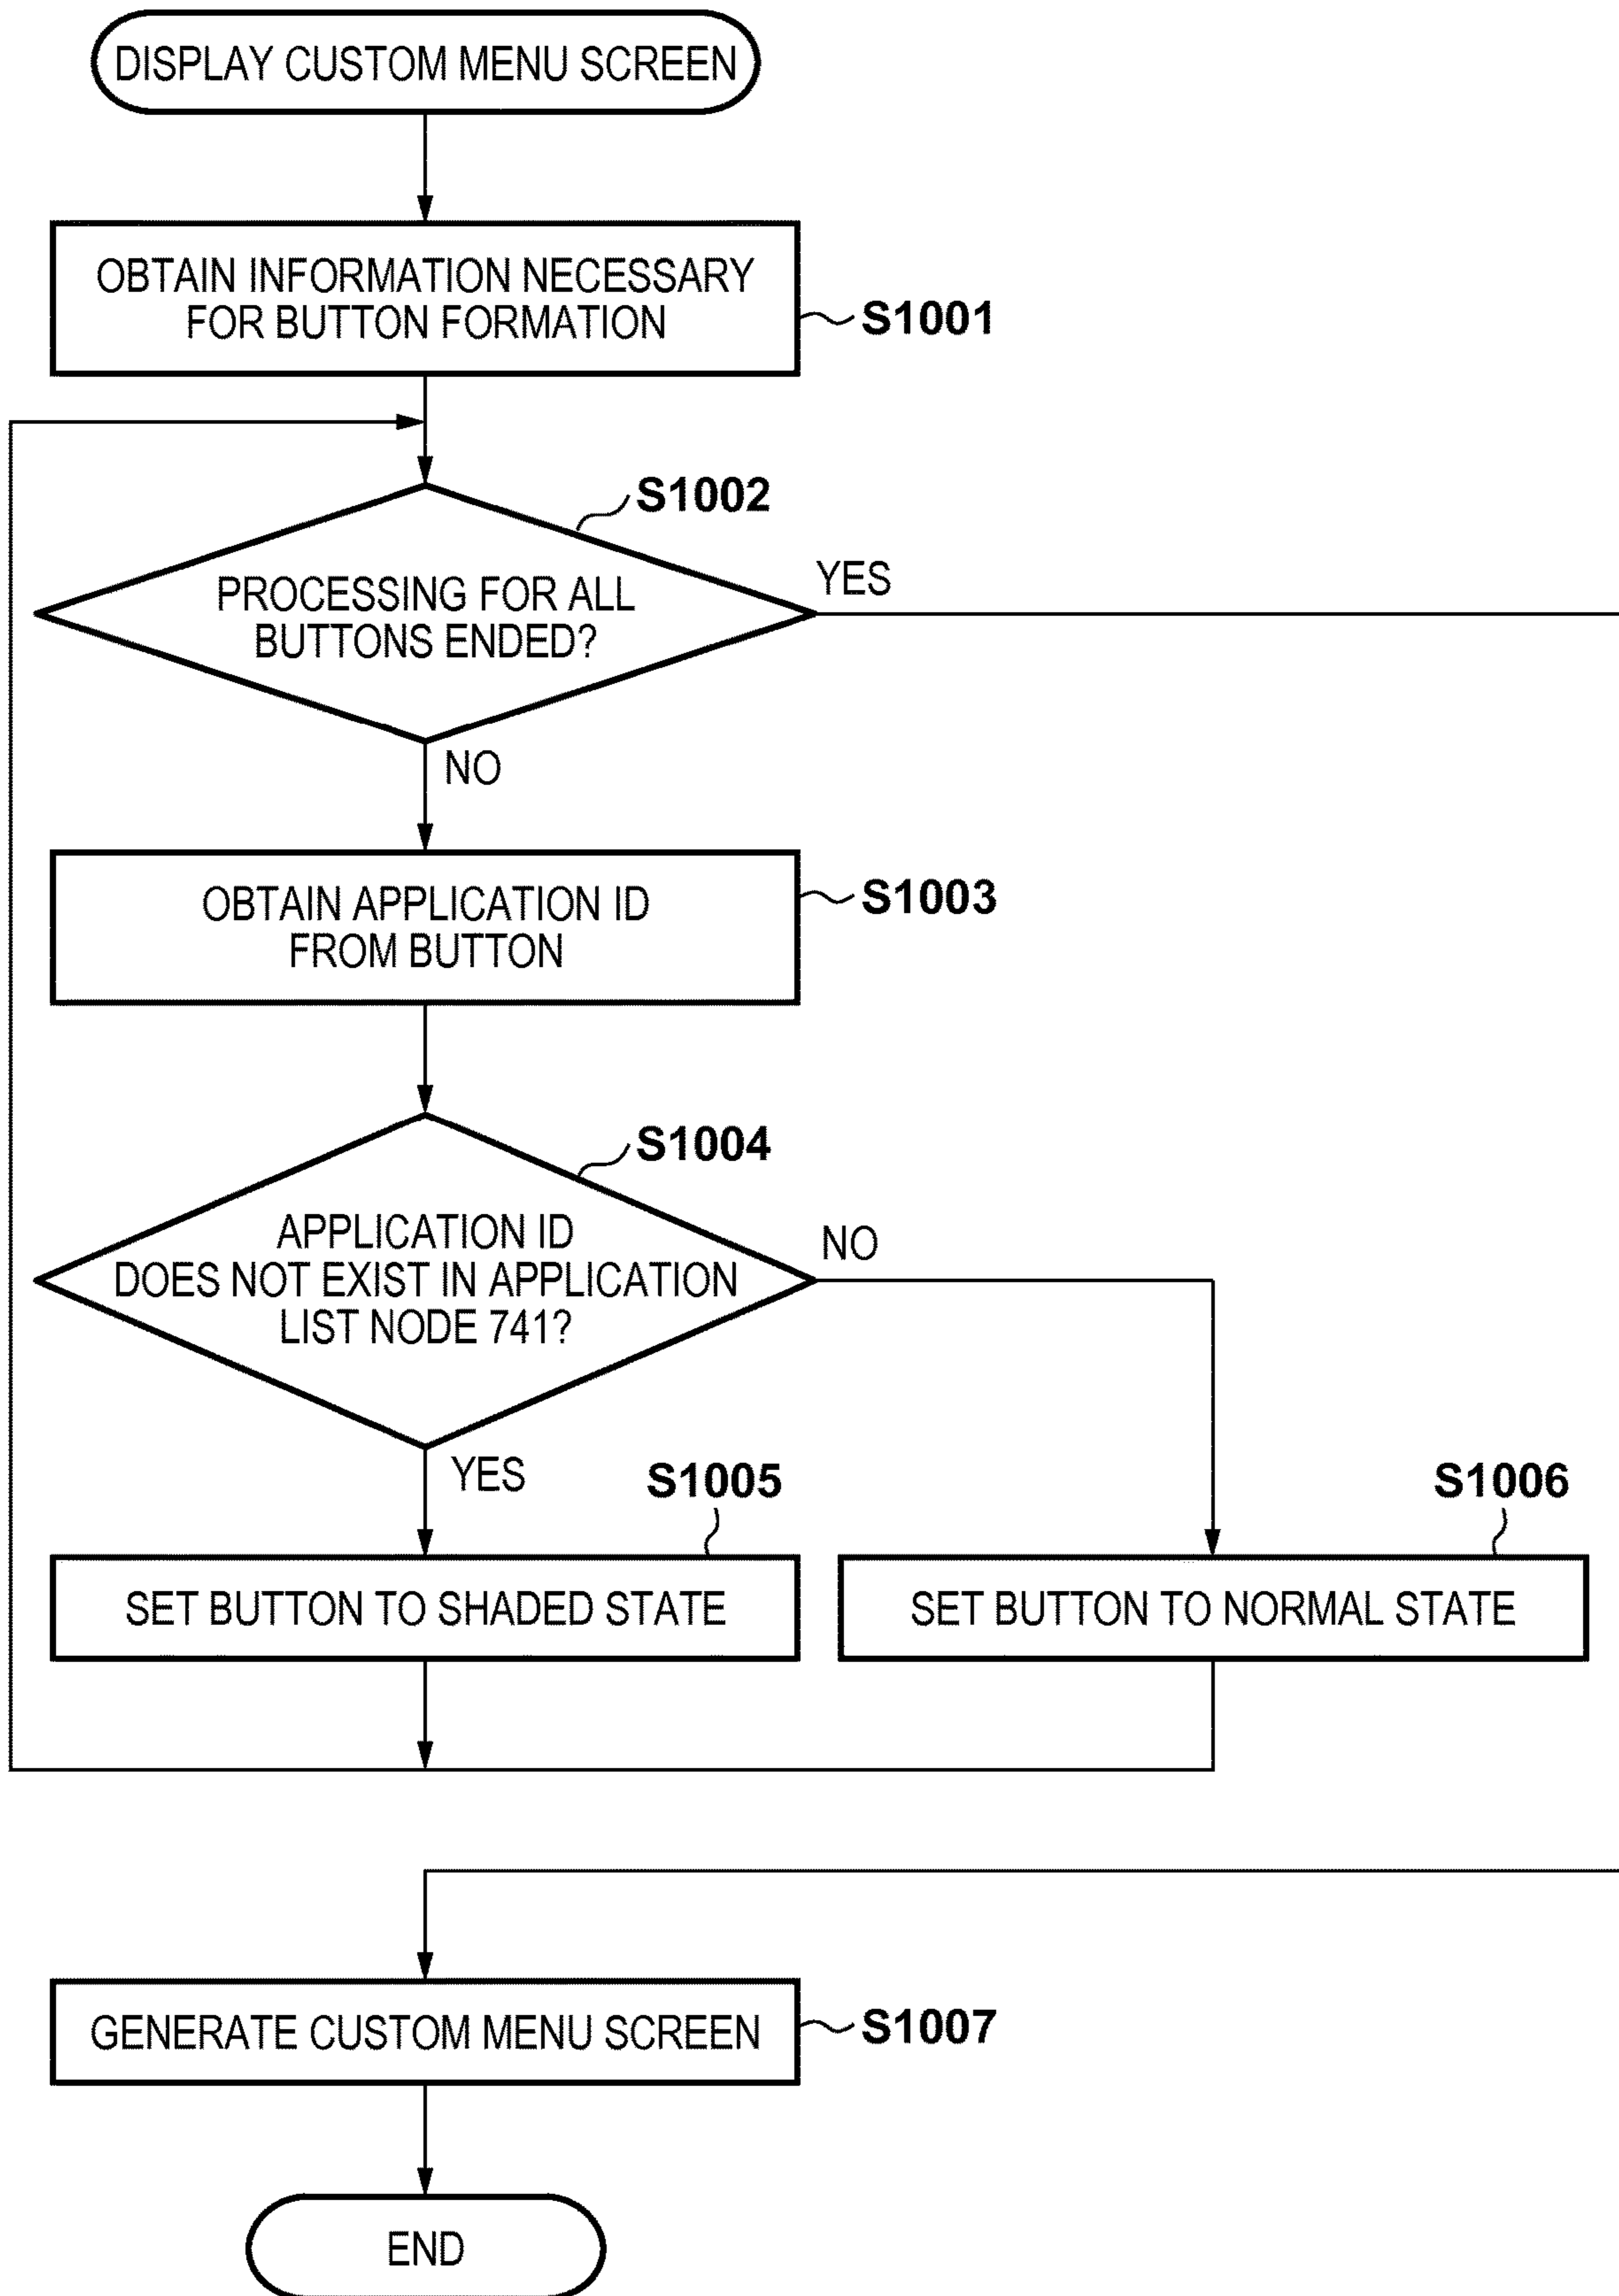 DISPLAY CUSTOM MENU SCREEN
OBTAIN INFORMATION NECESSARY
FOR BUTTON FORMATION
S1001
S1002
PROCESSING FOR ALL
BUTTONS ENDED?
YES
NO
OBTAIN APPLICATION ID
FROM BUTTON
S1003
S1004
APPLICATION ID
DOES NOT EXIST IN APPLICATION
LIST NODE 741?
NO
YES
S1005
S1006
SET BUTTON TO SHADED STATE
SET BUTTON TO NORMAL STATE
GENERATE CUSTOM MENU SCREEN
S1007
END